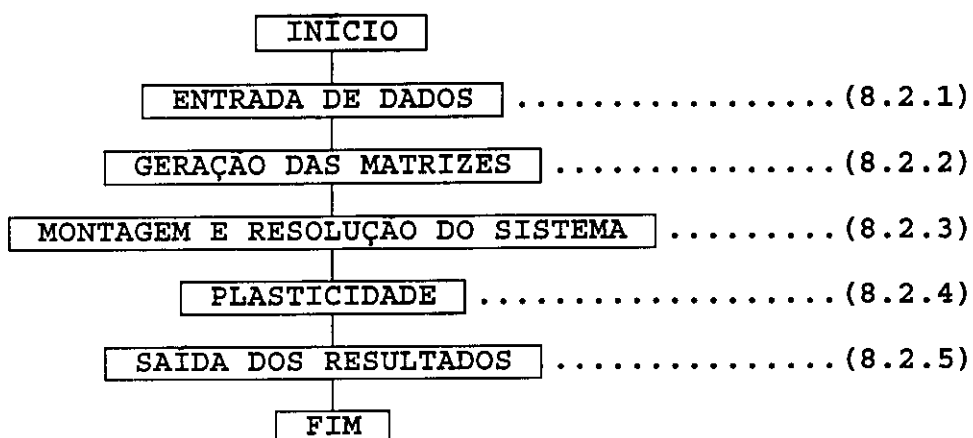 INÍCIO
ENTRADA DE DADOS ................. (8.2.1)
GERAÇÃO DAS MATRIZES ............... (8.2.2)
MONTAGEM E RESOLUÇÃO DO SISTEMA ......... (8.2.3)
PLASTICIDADE ................... (8.2.4)
SAÍDA DOS RESULTADOS ............... (8.2.5)
FIM